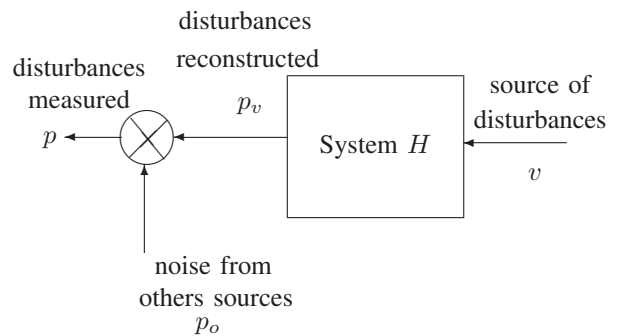 disturbances
reconstructed
disturbances
measured
source of
disturbances
p_v
p
System H
v
noise from
others sources
p_o